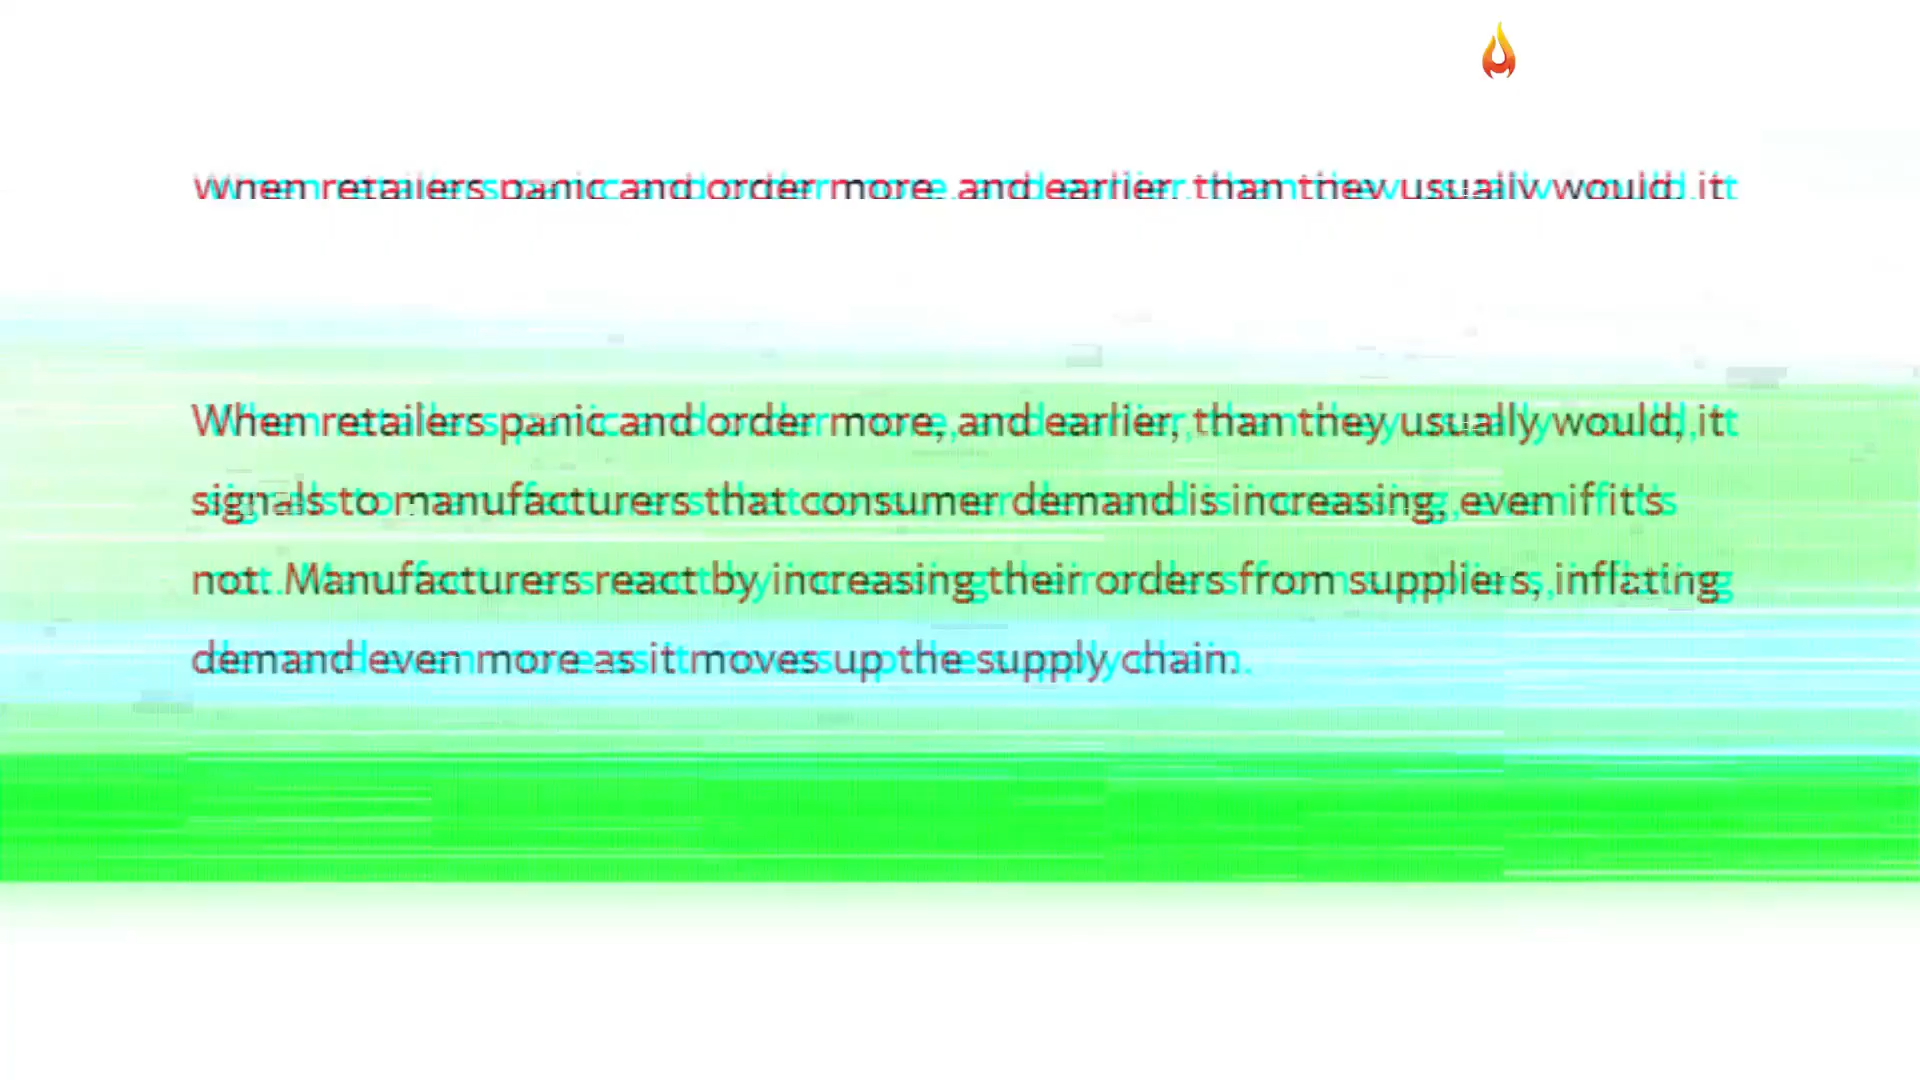 When retailers panic and order more, and earlier, than they usually would, it
When retailers panic and order more, and earlier, than they usually would, it
signals to manufacturers that consumer demand is increasing, even if it's
not. Manufacturers react by increasing their orders from suppliers, inflating
demand even more as it moves up the supply chain.